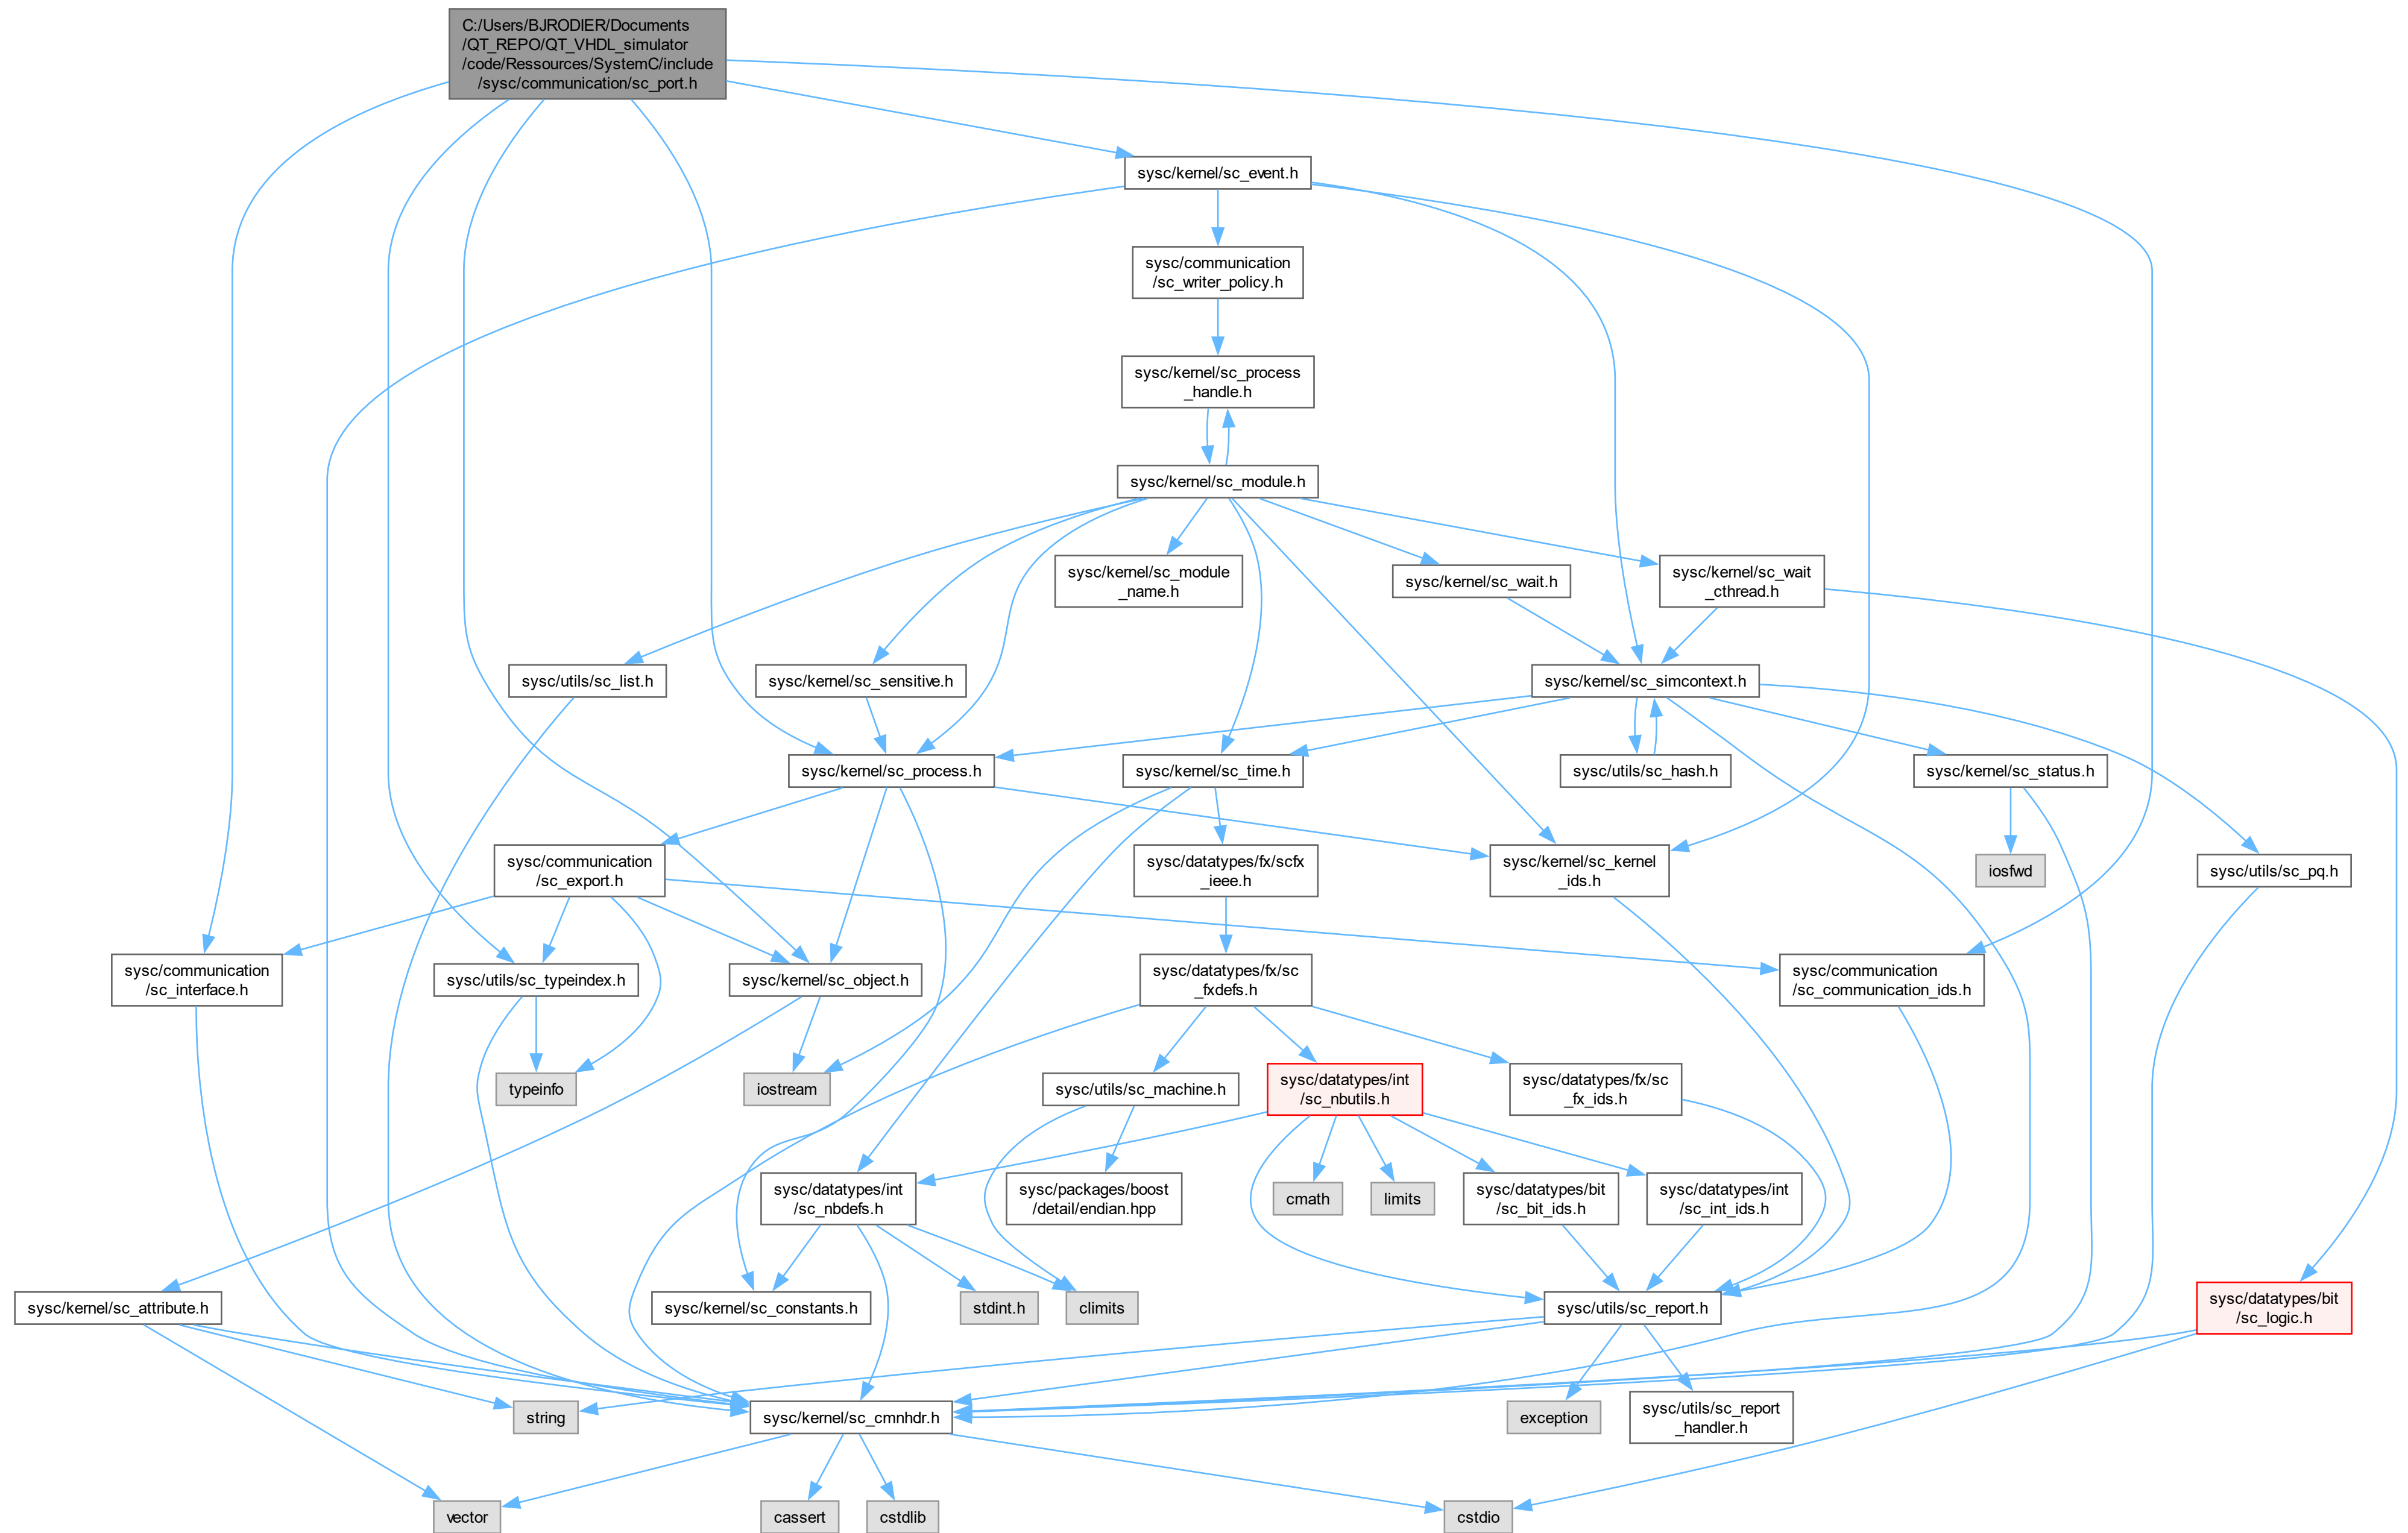 C:/Users/BJRODIER/Documents
/QT_REPO/QT_VHDL_simulator
/code/Ressources/SystemC/include
/sysc/communication/sc_port.h
sysc/kernel/sc_event.h
sysc/communication
/sc_writer_policy.h
sysc/kernel/sc_process
_handle.h
sysc/kernel/sc_module.h
sysc/kernel/sc_module
_name.h
sysc/kernel/sc_wait.h
sysc/kernel/sc_wait
_cthread.h
sysc/utils/sc_list.h
sysc/kernel/sc_sensitive.h
sysc/kernel/sc_simcontext.h
sysc/kernel/sc_process.h
sysc/kernel/sc_time.h
sysc/utils/sc_hash.h
sysc/kernel/sc_status.h
sysc/communication
/sc_export.h
sysc/datatypes/fx/scfx
_ieee.h
sysc/kernel/sc_kernel
_ids.h
iosfwd
sysc/utils/sc_pq.h
sysc/communication
/sc_interface.h
sysc/utils/sc_typeindex.h
sysc/kernel/sc_object.h
sysc/datatypes/fx/sc
_fxdefs.h
sysc/communication
/sc_communication_ids.h
typeinfo
iostream
sysc/utils/sc_machine.h
sysc/datatypes/int
/sc_nbutils.h
sysc/datatypes/fx/sc
_fx_ids.h
sysc/datatypes/int
/sc_nbdefs.h
sysc/packages/boost
/detail/endian.hpp
cmath
limits
sysc/datatypes/bit
/sc_bit_ids.h
sysc/datatypes/int
/sc_int_ids.h
sysc/kernel/sc_attribute.h
sysc/kernel/sc_constants.h
stdint.h
climits
sysc/utils/sc_report.h
sysc/datatypes/bit
/sc_logic.h
string
sysc/kernel/sc_cmnhdr.h
exception
sysc/utils/sc_report
_handler.h
vector
cassert
cstdlib
cstdio